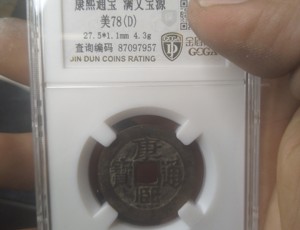 康熙通宝 满文宝源
美78(D)
27.5*1.1mm 4.3g
查询编码 87097957
JIN DUN COINS RATING
康熙通寶